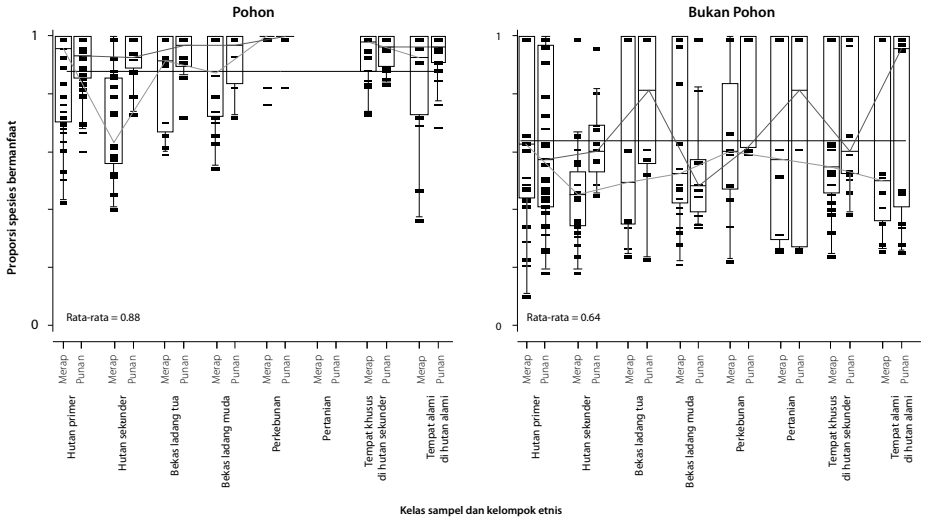 Pohon
Bukan Pohon
Proporsi spesies bermanfaat
1
0
Rata-rata = 0.88
1
0
Rata-rata = 0.64
Merap
Punan
Merap
Punan
Merap
Punan
Merap
Punan
Merap
Punan
Merap
Punan
Merap
Punan
Merap
Punan
Merap
Punan
Merap
Punan
Merap
Punan
Merap
Punan
Merap
Punan
Merap
Punan
Merap
Punan
Merap
Punan
Hutan primer
Hutan sekunder
Bekas ladang tua
Bekas ladang muda
Perkebunan
Pertanian
Tempat khusus
di hutan sekunder
Tempat alami
di hutan alami
Hutan primer
Hutan sekunder
Bekas ladang tua
Bekas ladang muda
Perkebunan
Pertanian
Tempat khusus
di hutan sekunder
Tempat alami
di hutan alami
Kelas sampel dan kelompok etnis